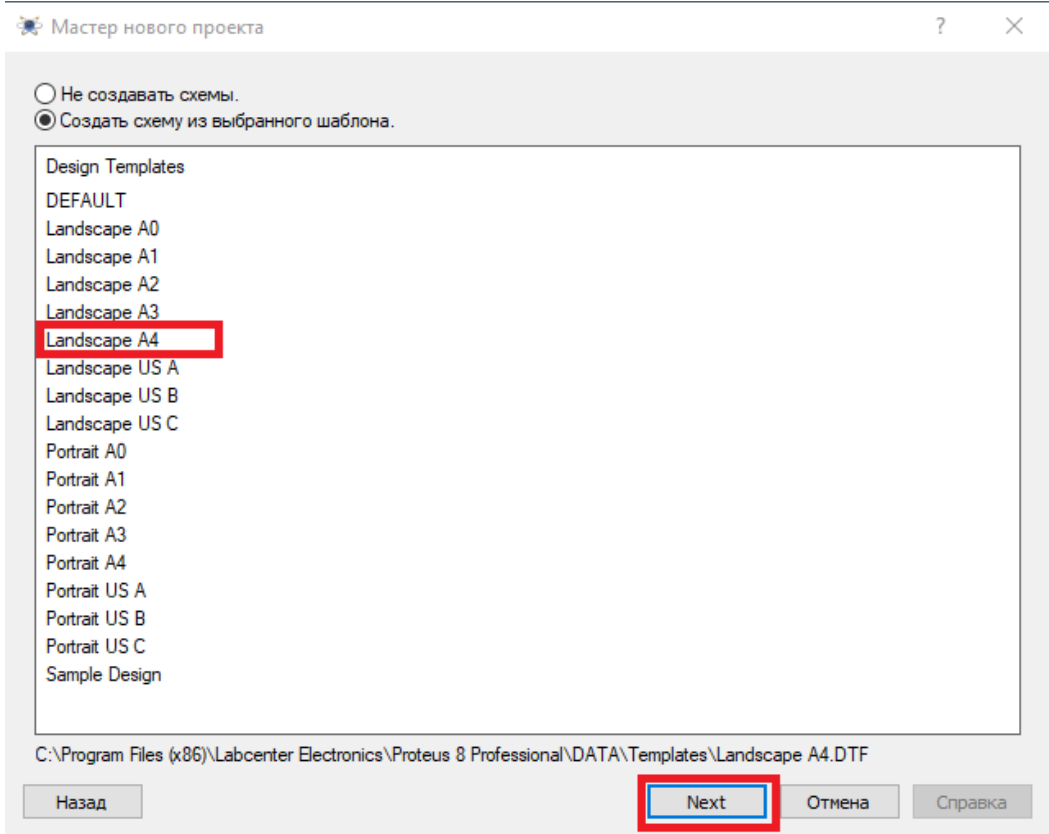 Мастер нового проекта
Не создавать схемы.
Создать схему из выбранного шаблона.
Design Templates
DEFAULT
Landscape A0
Landscape A1
Landscape A2
Landscape A3
Landscape A4
Landscape US A
Landscape US B
Landscape US C
Portrait A0
Portrait A1
Portrait A2
Portrait A3
Portrait A4
Portrait US A
Portrait US B
Portrait US C
Sample Design
C:\Program Files (x86)\Labcenter Electronics\Proteus 8 Professional\DATA\Templates\Landscape A4.DTF
Назад Next Отмена Справка